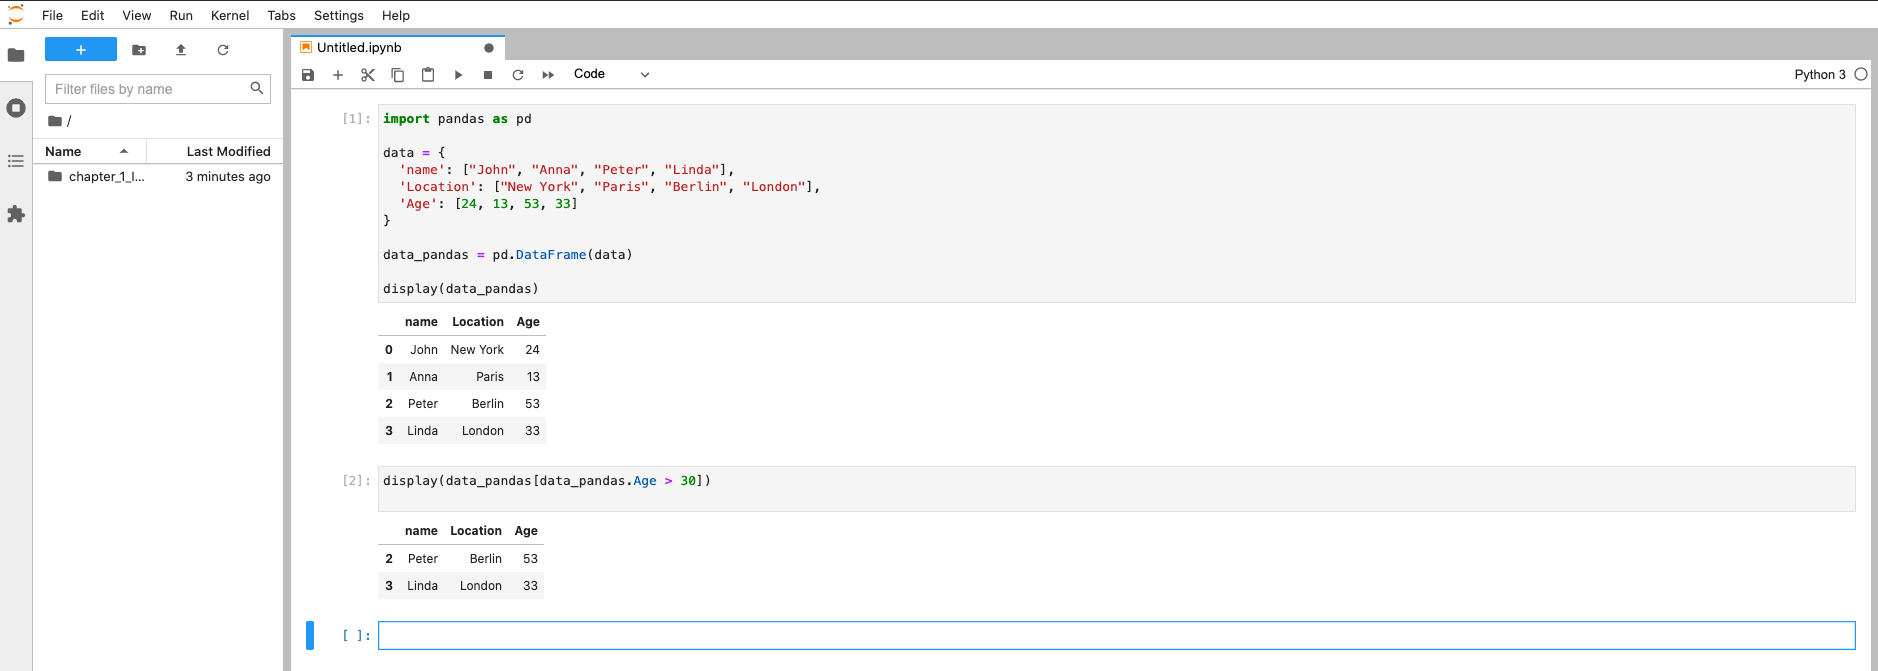 File Edit View Run Kernel Tabs Settings Help
+
Filter files by name
/
Name Last Modified
chapter_1_l... 3 minutes ago
Untitled.ipynb
Code
Python 3
[1]:
import pandas as pd
data = {
  'name': ["John", "Anna", "Peter", "Linda"],
  'Location': ["New York", "Paris", "Berlin", "London"],
  'Age': [24, 13, 53, 33]
}
data_pandas = pd.DataFrame(data)
display(data_pandas)
name Location Age
0 John New York 24
1 Anna Paris 13
2 Peter Berlin 53
3 Linda London 33
[2]:
display(data_pandas[data_pandas.Age > 30])
name Location Age
2 Peter Berlin 53
3 Linda London 33
[ ]: